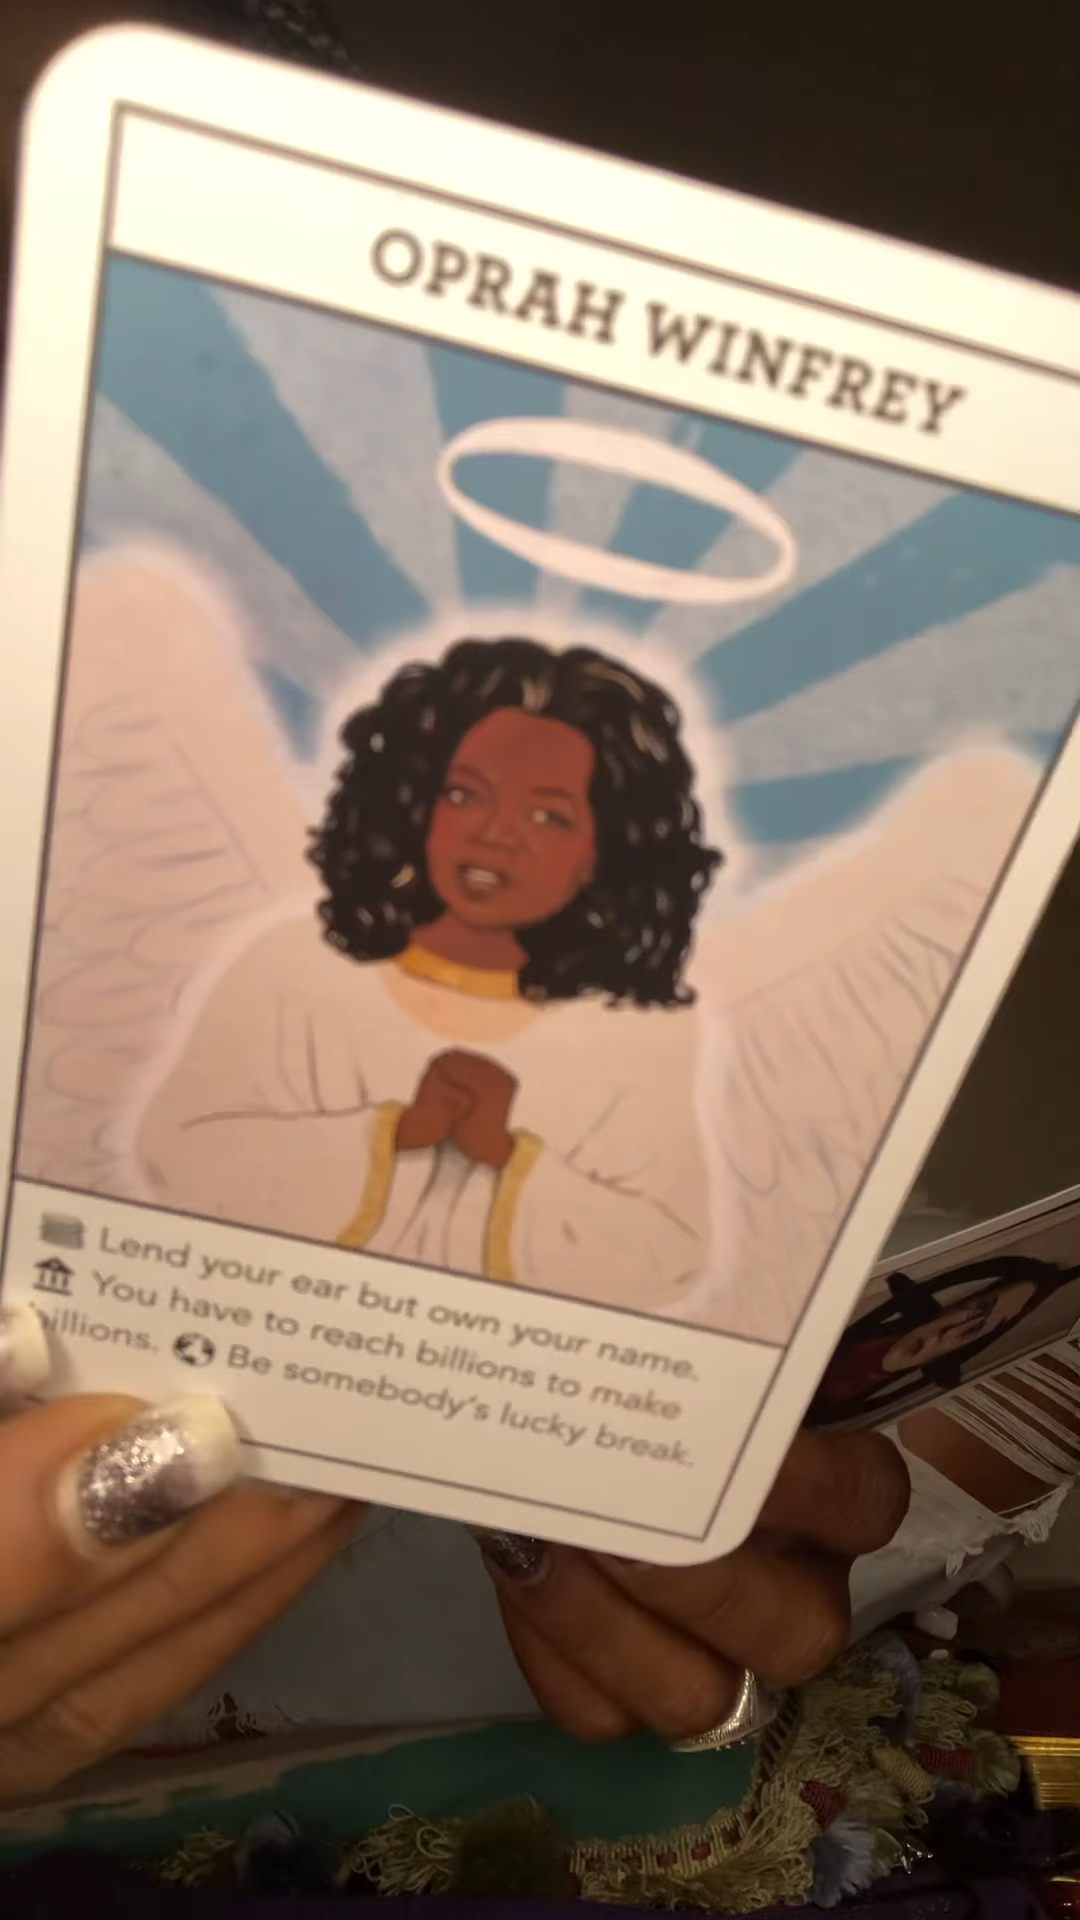 OPRAH WINFREY
Lend your ear but own your name.
You have to reach billions to make
billions. Be somebody's lucky break.